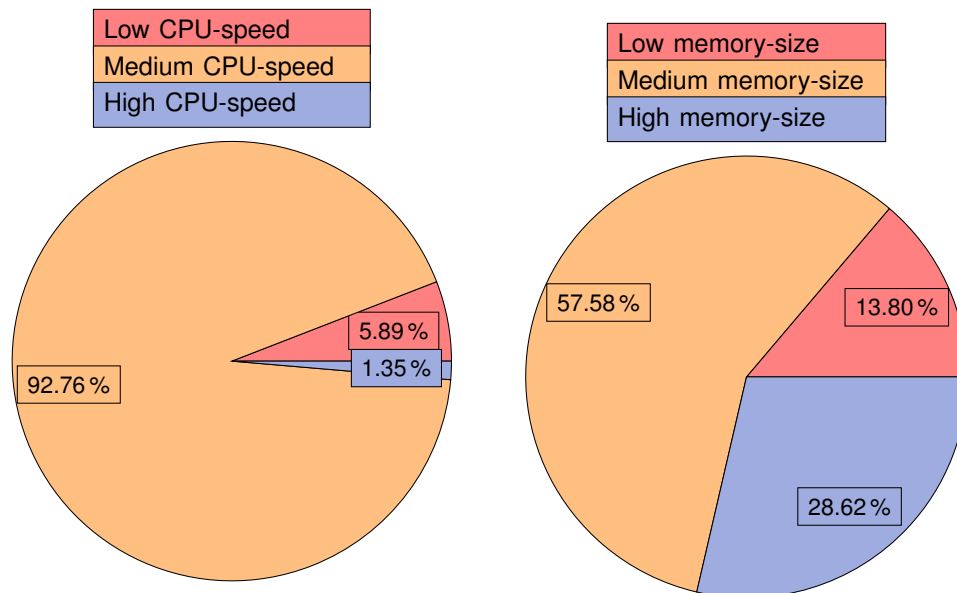 Low CPU-speed
Medium CPU-speed
High CPU-speed
5.89 %
1.35 %
92.76 %
Low memory-size
Medium memory-size
High memory-size
57.58 %
13.80 %
28.62 %